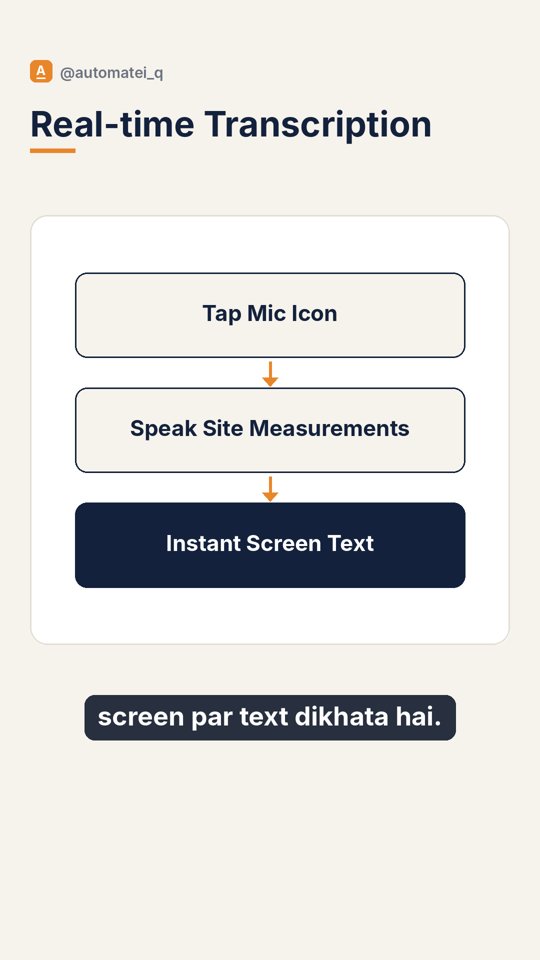 A
@automatei_q
Real-time Transcription
Tap Mic Icon
Speak Site Measurements
Instant Screen Text
screen par text dikhata hai.